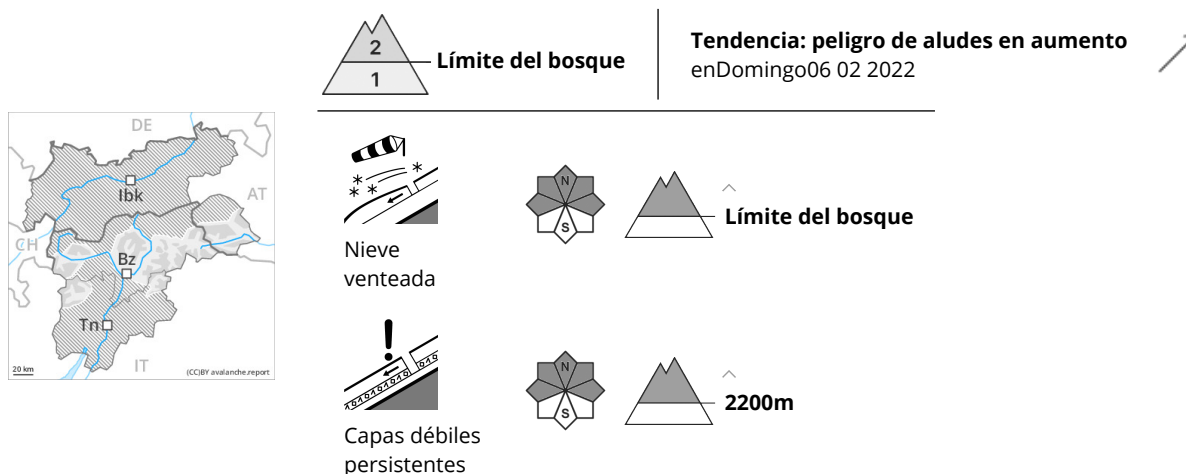 2
1
Límite del bosque
Tendencia: peligro de aludes en aumento
enDomingo06 02 2022
DE
Ibk
AT
CH
Bz
Tn
IT
20 km
(CC)BY avalanche.report
N
S
Límite del bosque
Nieve
venteada
N
S
2200m
Capas débiles
persistentes